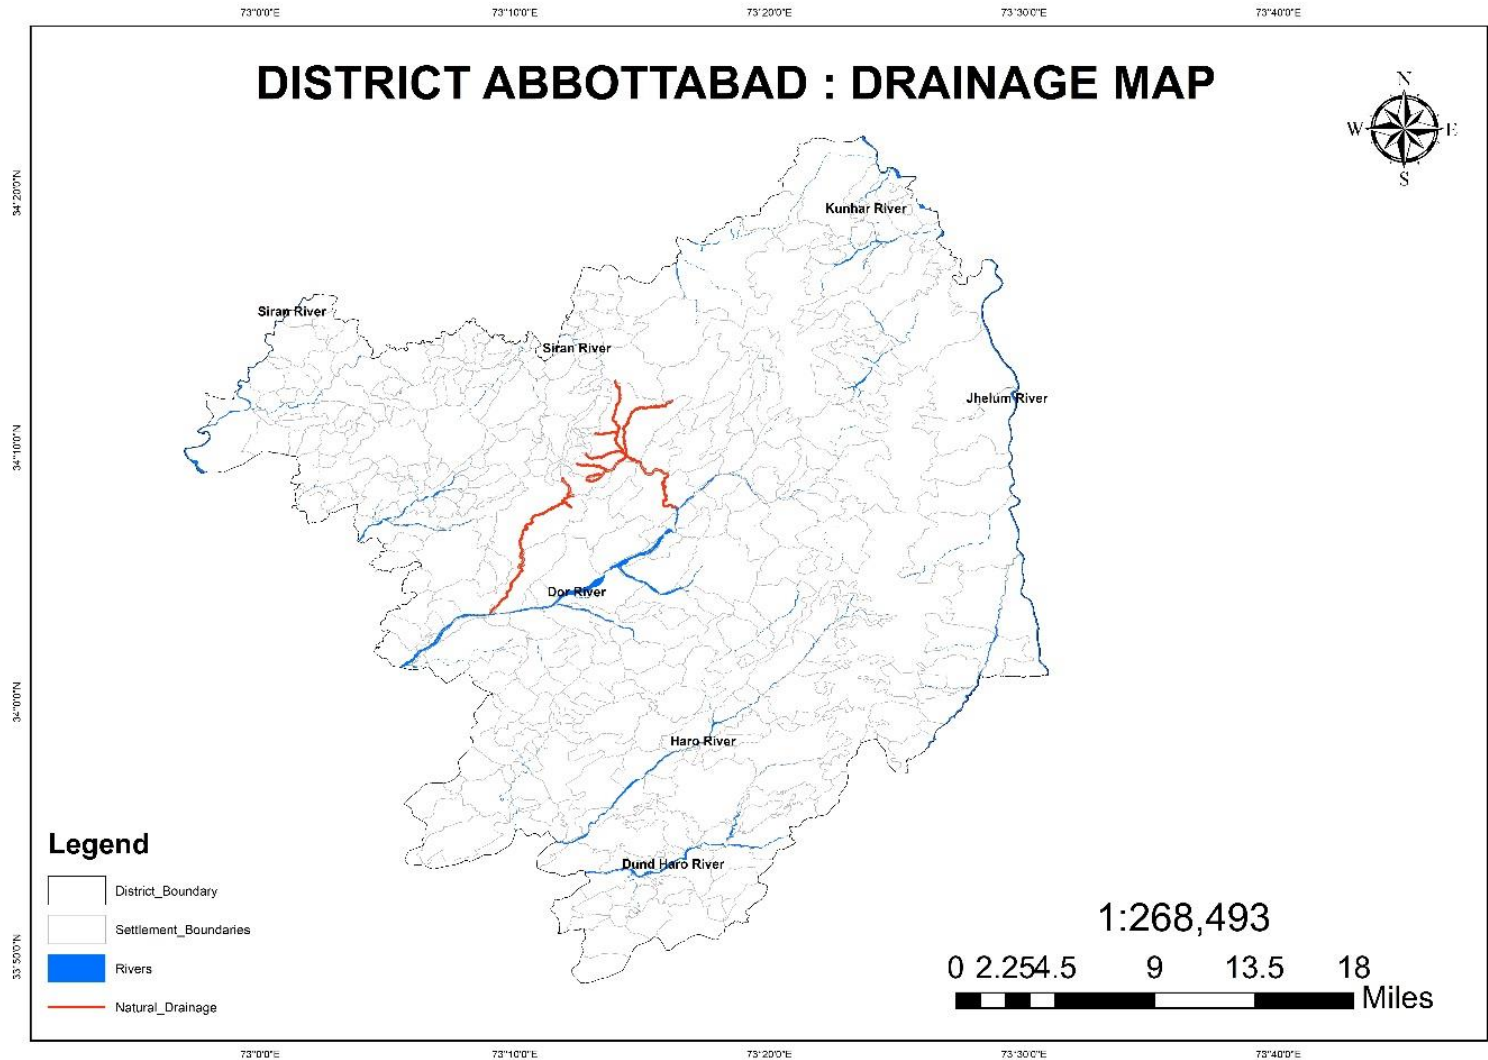 73°0'0"E 73°10'0"E 73°20'0"E 73°30'0"E 73°40'0"E
DISTRICT ABBOTTABAD : DRAINAGE MAP
N
W E
S
34°20'0"N
Kunhar River
Siran River
Siran River
Jhelum River
34°10'0"N
Dor River
34°0'0"N
Haro River
Dund Haro River
Legend
District_Boundary
Settlement_Boundaries
Rivers
Natural_Drainage
33°50'0"N
1:268,493
0 2.25 4.5 9 13.5 18
Miles
73°0'0"E 73°10'0"E 73°20'0"E 73°30'0"E 73°40'0"E